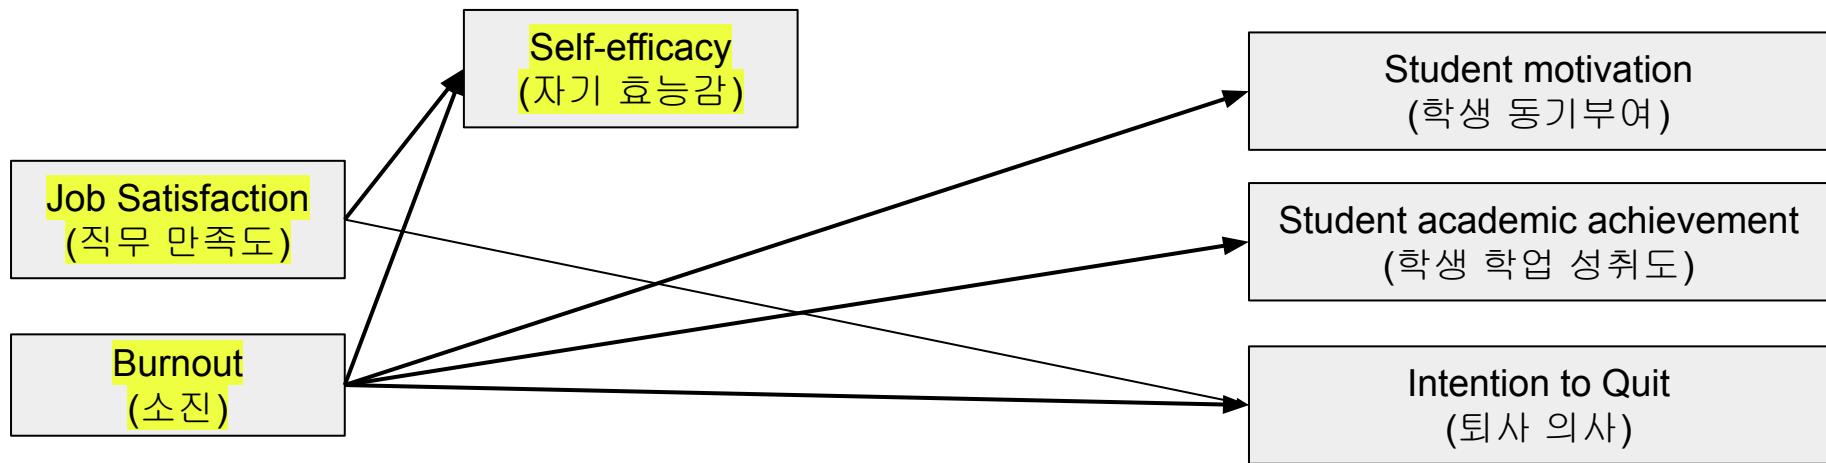 Self-efficacy
(자기 효능감)
Job Satisfaction
(직무 만족도)
Burnout
(소진)
Student motivation
(학생 동기부여)
Student academic achievement
(학생 학업 성취도)
Intention to Quit
(퇴사 의사)